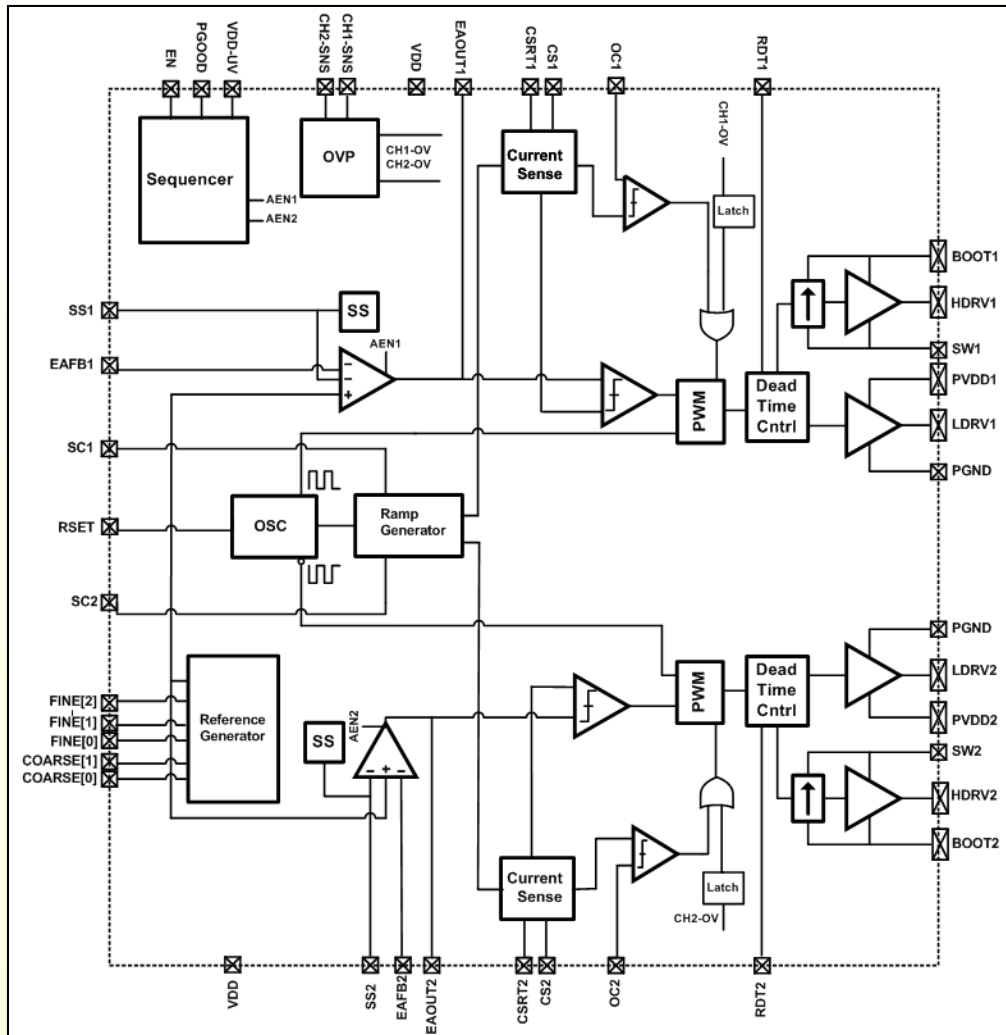 EN
PGOOD
VDD-UV
CH2-SNS
CH1-SNS
VDD
EAOUT1
CSRT1
CS1
OC1
RDT1
Sequencer
AEN1
AEN2
OVP
CH1-OV
CH2-OV
Current
Sense
CH1-OV
Latch
BOOT1
HDRV1
SW1
PVDD1
LDRV1
PGND
SS1
SS
EAFB1
AEN1
−
−
+
PWM
Dead
Time
Cntrl
SC1
RSET
OSC
Ramp
Generator
SC2
FINE[2]
FINE[1]
FINE[0]
COARSE[1]
COARSE[0]
Reference
Generator
SS
AEN2
− + −
PWM
Dead
Time
Cntrl
PGND
LDRV2
PVDD2
SW2
HDRV2
BOOT2
Current
Sense
Latch
CH2-OV
VDD
SS2
EAFB2
EAOUT2
CSRT2
CS2
OC2
RDT2